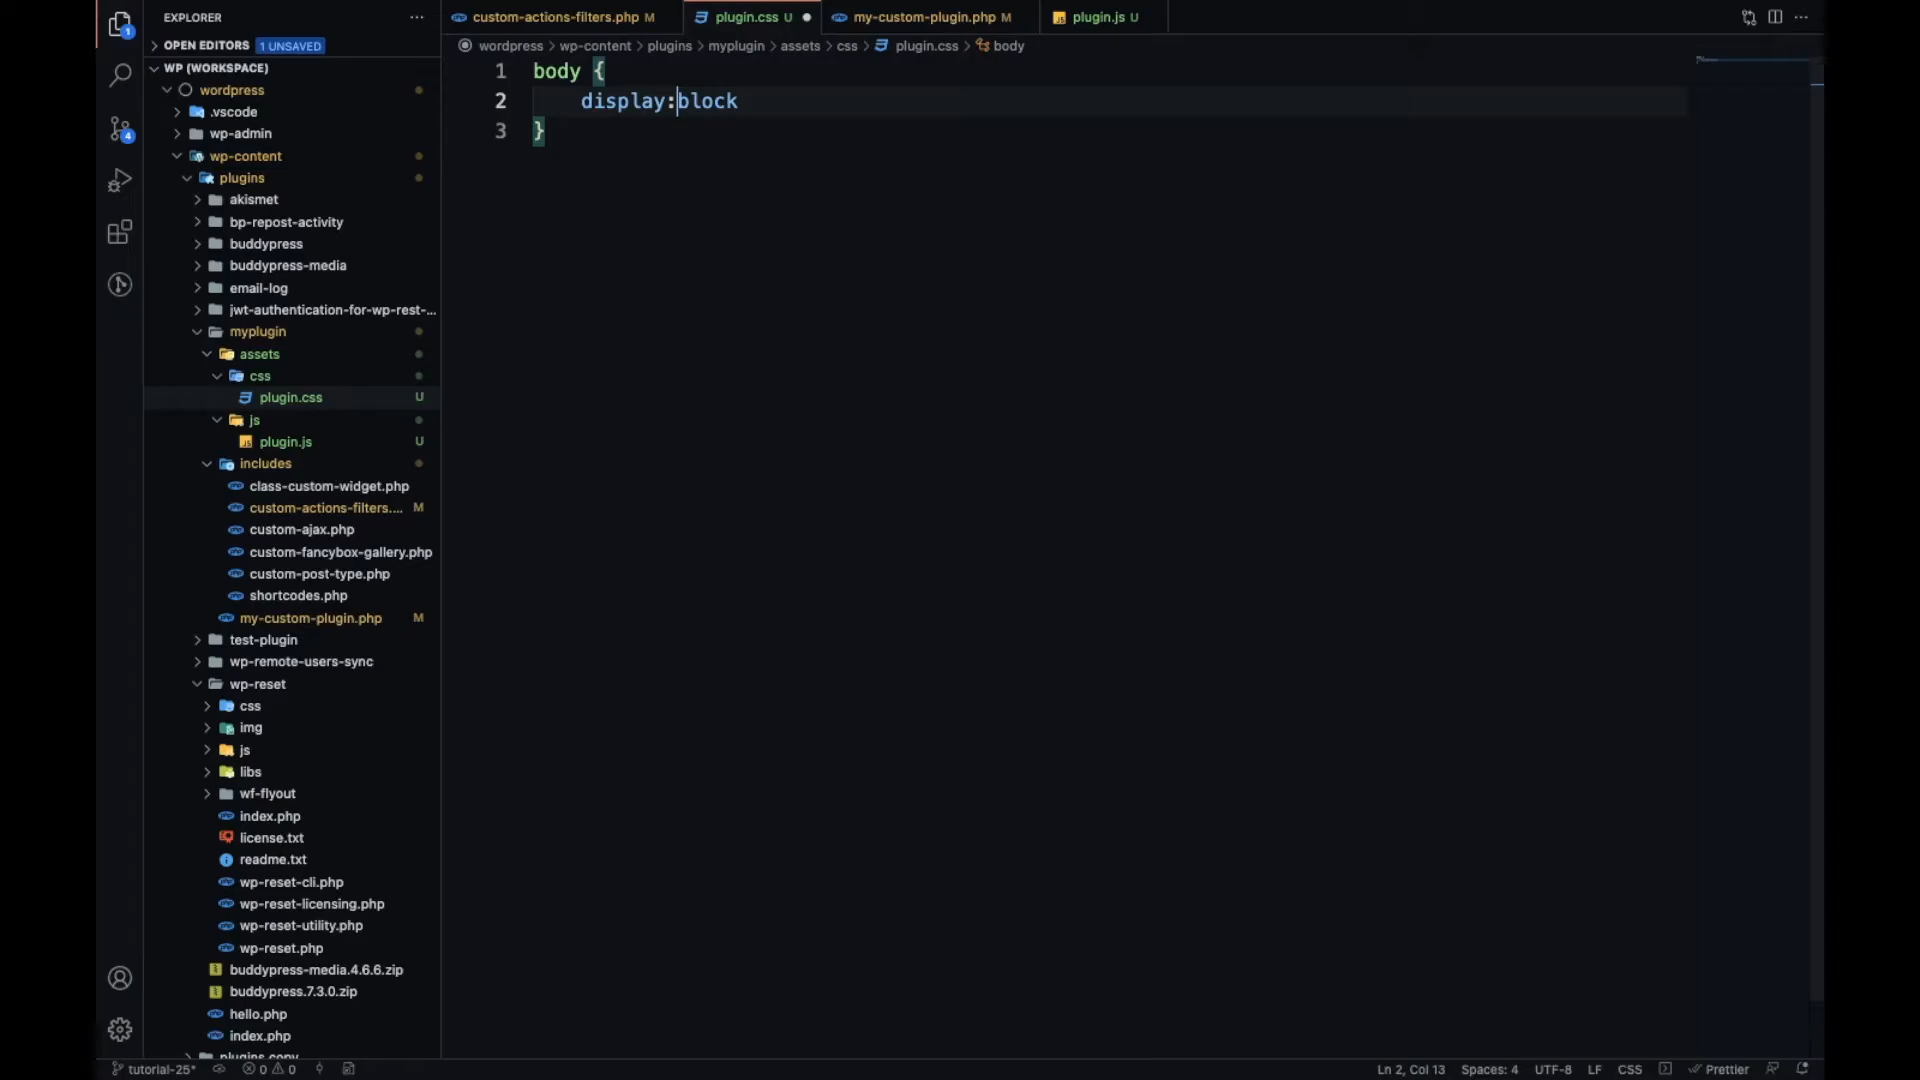 EXPLORER
OPEN EDITORS 1 UNSAVED
WP (WORKSPACE)
wordpress
.vscode
wp-admin
wp-content
plugins
akismet
bp-repost-activity
buddypress
buddypress-media
email-log
jwt-authentication-for-wp-rest-...
myplugin
assets
css
plugin.css U
js
plugin.js U
includes
class-custom-widget.php
custom-actions-filters.... M
custom-ajax.php
custom-fancybox-gallery.php
custom-post-type.php
shortcodes.php
my-custom-plugin.php M
test-plugin
wp-remote-users-sync
wp-reset
css
img
js
libs
wf-flyout
index.php
license.txt
readme.txt
wp-reset-cli.php
wp-reset-licensing.php
wp-reset-utility.php
wp-reset.php
buddypress-media.4.6.6.zip
buddypress.7.3.0.zip
hello.php
index.php
plugins copy
custom-actions-filters.php M plugin.css U my-custom-plugin.php M plugin.js U
wordpress > wp-content > plugins > myplugin > assets > css > plugin.css > body
1 body {
2 display:block
3 }
1
4
tutorial-25* 0 0 Ln 2, Col 13 Spaces: 4 UTF-8 LF CSS Prettier